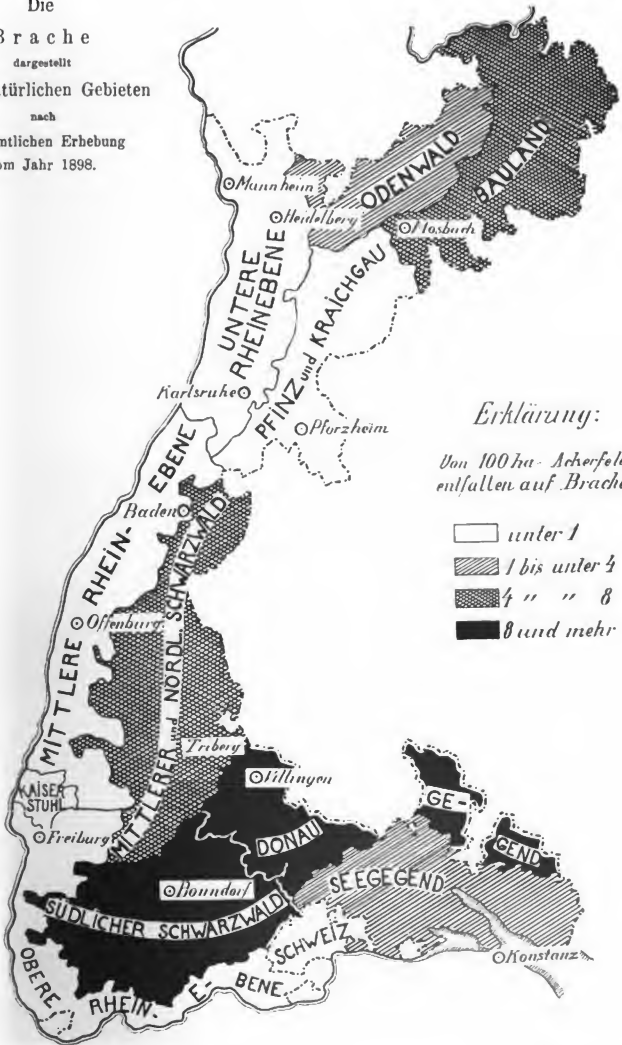 Die
Brache
dargestellt
türlichen Gebieten
nach
ntlichen Erhebung
om Jahr 1898.
ODENWALD
BAULAND
Mannheim
Heidelberg
Mosbach
UNTERE
RHEINEBENE
PFINZ und KRAICHGAU
Karlsruhe
Pforzheim
Erklärung:
Von 100 ha Ackerfeld
entfallen auf Brache
unter 1
1 bis unter 4
4 " " 8
8 und mehr
MITTLERE RHEIN-EBENE
Baden
Offenburg
MITTLERER und NÖRDL. SCHWARZWALD
Triberg
Villingen
KAISER
STUHL
Freiburg
DONAU
GE-
GEND
Bonndorf
SEEGEGEND
SÜDLICHER SCHWARZWALD
SCHWEIZ
Konstanz
OBERE RHEIN-E-BENE